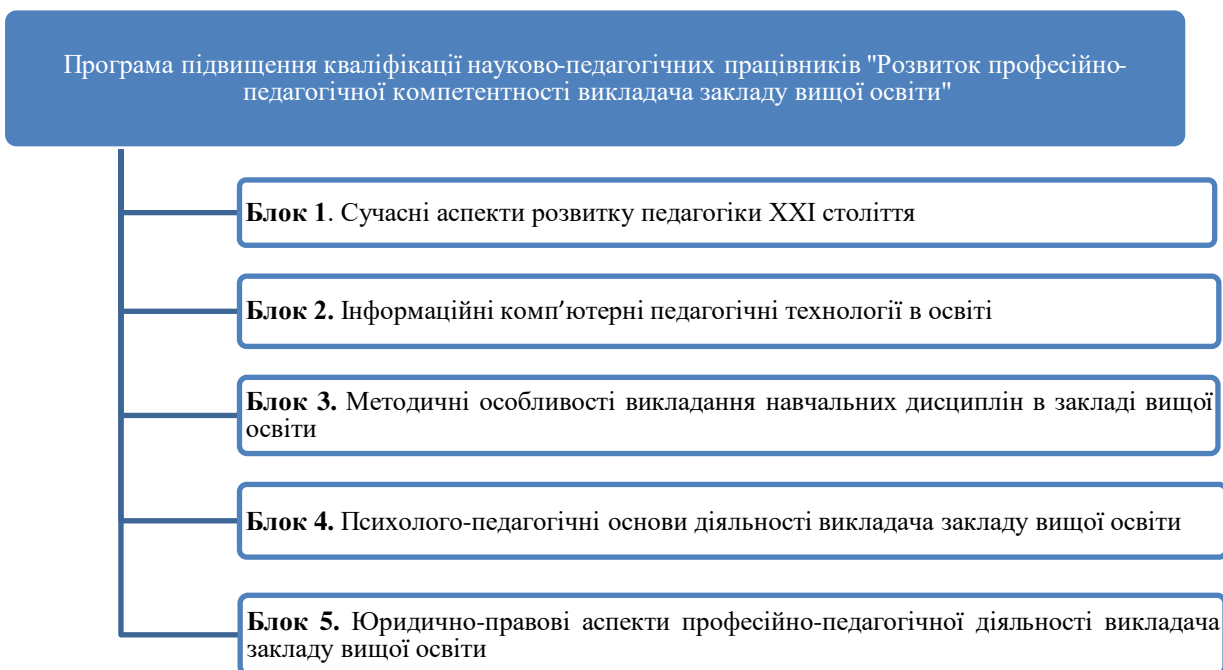 Програма підвищення кваліфікації науково-педагогічних працівників "Розвиток професійно-
педагогічної компетентності викладача закладу вищої освіти"
Блок 1. Сучасні аспекти розвитку педагогіки ХХІ століття
Блок 2. Інформаційні комп’ютерні педагогічні технології в освіті
Блок 3. Методичні особливості викладання навчальних дисциплін в закладі вищої
освіти
Блок 4. Психолого-педагогічні основи діяльності викладача закладу вищої освіти
Блок 5. Юридично-правові аспекти професійно-педагогічної діяльності викладача
закладу вищої освіти